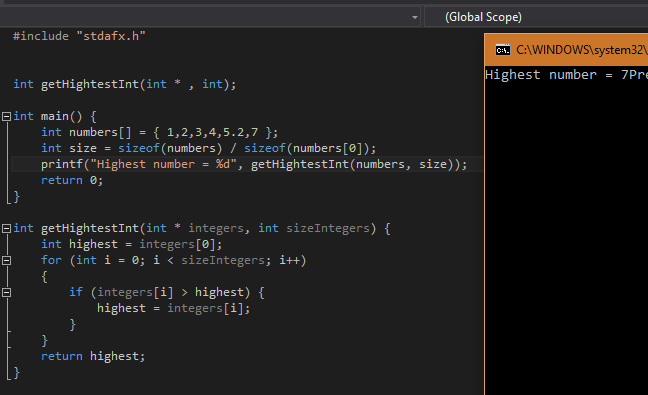 (Global Scope)
#include "stdafx.h"
C:\WINDOWS\system32\
Highest number = 7Pre
int getHightestInt(int * , int);
int main() {
int numbers[] = { 1,2,3,4,5.2,7 };
int size = sizeof(numbers) / sizeof(numbers[0]);
printf("Highest number = %d", getHightestInt(numbers, size));
return 0;
}
int getHightestInt(int * integers, int sizeIntegers) {
int highest = integers[0];
for (int i = 0; i < sizeIntegers; i++)
{
if (integers[i] > highest) {
highest = integers[i];
}
}
return highest;
}